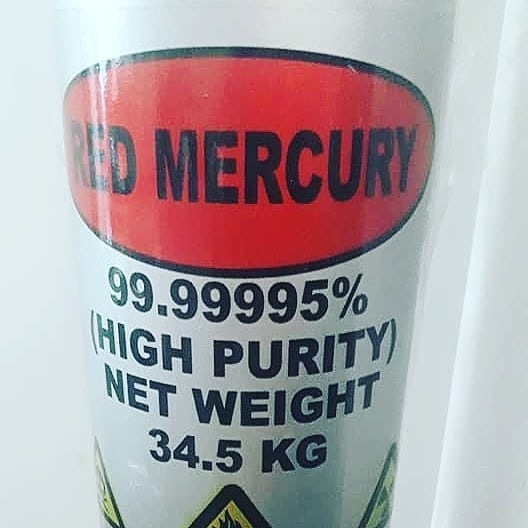 RED MERCURY
99.99995%
(HIGH PURITY)
NET WEIGHT
34.5 KG